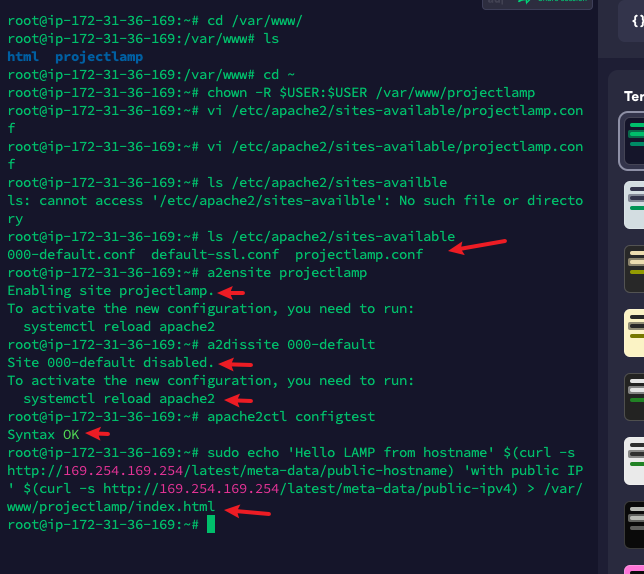 root@ip-172-31-36-169:~# cd /var/www/
root@ip-172-31-36-169:/var/www# ls
html  projectlamp
root@ip-172-31-36-169:/var/www# cd ~
root@ip-172-31-36-169:~# chown -R $USER:$USER /var/www/projectlamp
root@ip-172-31-36-169:~# vi /etc/apache2/sites-available/projectlamp.con
f
root@ip-172-31-36-169:~# vi /etc/apache2/sites-available/projectlamp.con
f
root@ip-172-31-36-169:~# ls /etc/apache2/sites-availble
ls: cannot access '/etc/apache2/sites-availble': No such file or directo
ry
root@ip-172-31-36-169:~# ls /etc/apache2/sites-available
000-default.conf  default-ssl.conf  projectlamp.conf
root@ip-172-31-36-169:~# a2ensite projectlamp
Enabling site projectlamp.
To activate the new configuration, you need to run:
  systemctl reload apache2
root@ip-172-31-36-169:~# a2dissite 000-default
Site 000-default disabled.
To activate the new configuration, you need to run:
  systemctl reload apache2
root@ip-172-31-36-169:~# apache2ctl configtest
Syntax OK
root@ip-172-31-36-169:~# sudo echo 'Hello LAMP from hostname' $(curl -s
http://169.254.169.254/latest/meta-data/public-hostname) 'with public IP
' $(curl -s http://169.254.169.254/latest/meta-data/public-ipv4) > /var/
www/projectlamp/index.html
root@ip-172-31-36-169:~#
{}
Ter